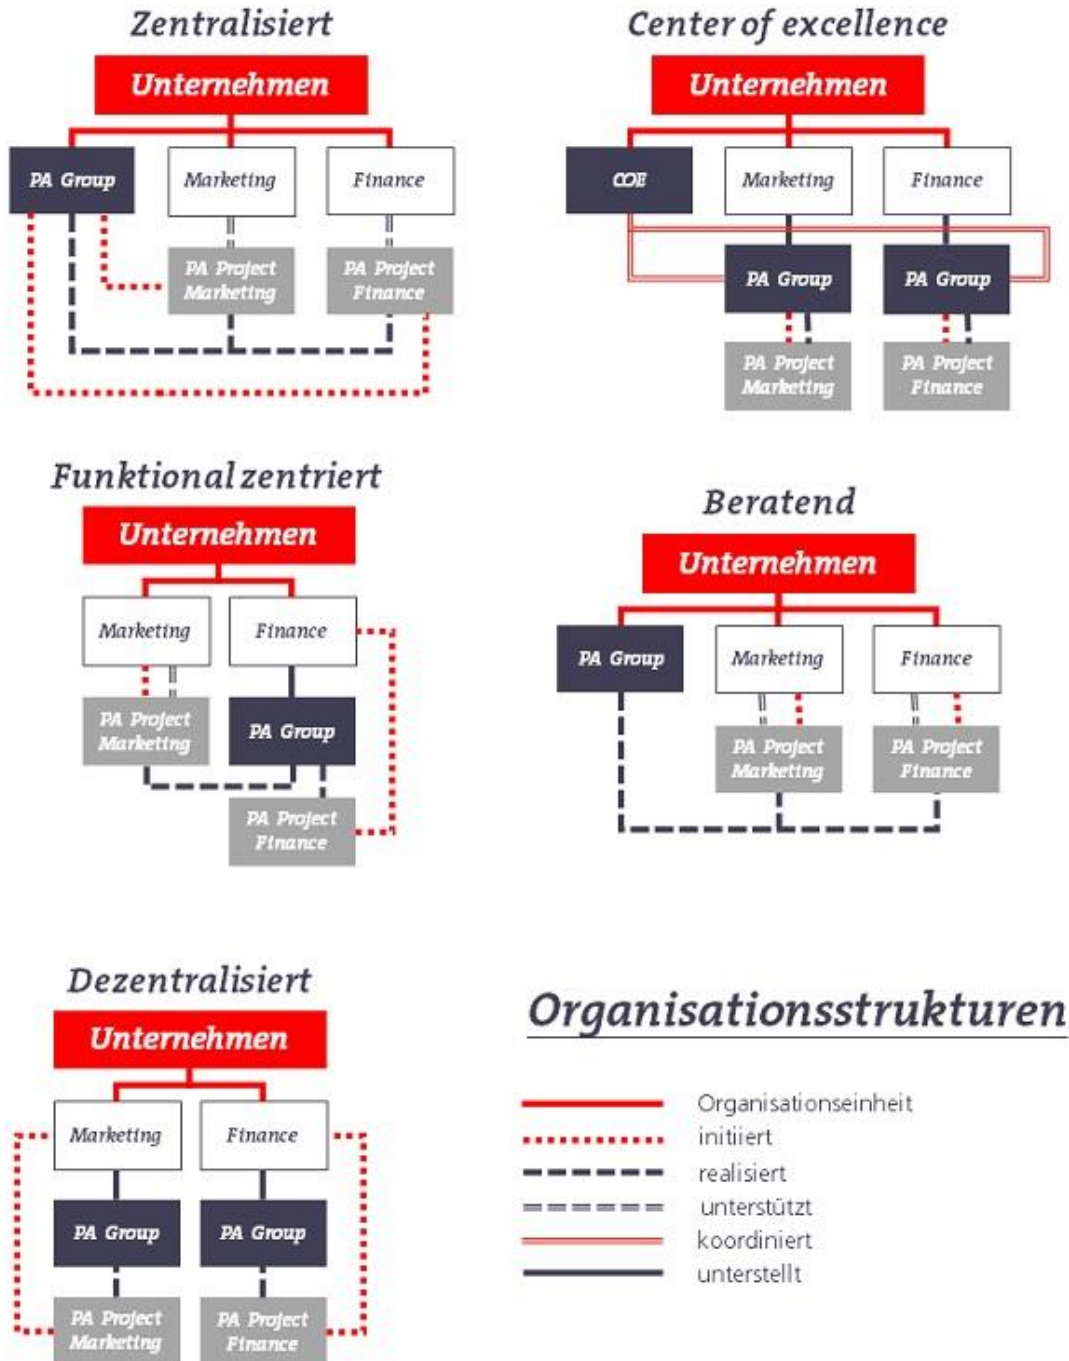 Zentralisiert
Unternehmen
PA Group
Marketing
Finance
PA Project
Marketing
PA Project
Finance
Center of excellence
Unternehmen
COE
Marketing
Finance
PA Group
PA Group
PA Project
Marketing
PA Project
Finance
Funktional zentriert
Unternehmen
Marketing
Finance
PA Project
Marketing
PA Group
PA Project
Finance
Beratend
Unternehmen
PA Group
Marketing
Finance
PA Project
Marketing
PA Project
Finance
Dezentralisiert
Unternehmen
Marketing
Finance
PA Group
PA Group
PA Project
Marketing
PA Project
Finance
Organisationsstrukturen
Organisationseinheit
initiiert
realisiert
unterstützt
koordiniert
unterstellt